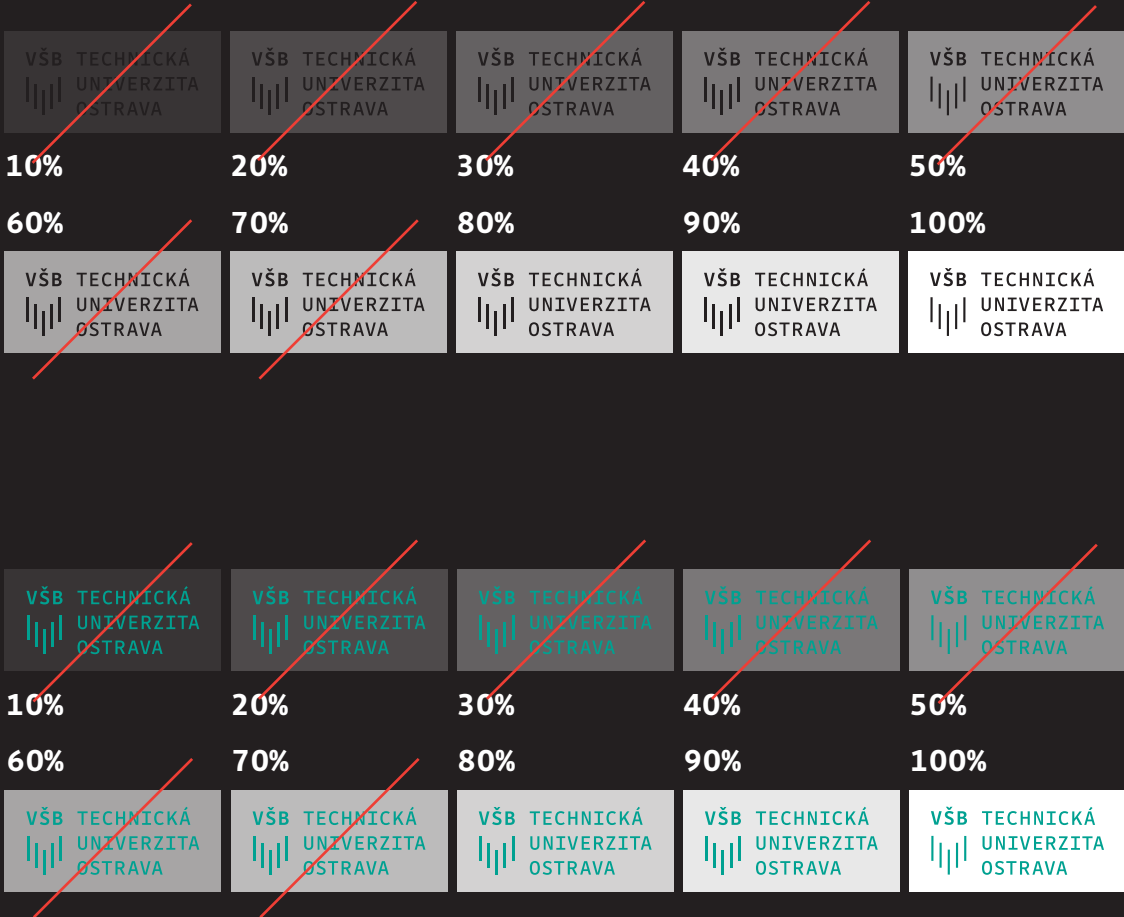 VŠB TECHNICKÁ
UNIVERZITA
OSTRAVA
VŠB TECHNICKÁ
UNIVERZITA
OSTRAVA
VŠB TECHNICKÁ
UNIVERZITA
OSTRAVA
VŠB TECHNICKÁ
UNIVERZITA
OSTRAVA
VŠB TECHNICKÁ
UNIVERZITA
OSTRAVA
10% 20% 30% 40% 50%
60% 70% 80% 90% 100%
VŠB TECHNICKÁ
UNIVERZITA
OSTRAVA
VŠB TECHNICKÁ
UNIVERZITA
OSTRAVA
VŠB TECHNICKÁ
UNIVERZITA
OSTRAVA
VŠB TECHNICKÁ
UNIVERZITA
OSTRAVA
VŠB TECHNICKÁ
UNIVERZITA
OSTRAVA
VŠB TECHNICKÁ
UNIVERZITA
OSTRAVA
VŠB TECHNICKÁ
UNIVERZITA
OSTRAVA
VŠB TECHNICKÁ
UNIVERZITA
OSTRAVA
VŠB TECHNICKÁ
UNIVERZITA
OSTRAVA
VŠB TECHNICKÁ
UNIVERZITA
OSTRAVA
10% 20% 30% 40% 50%
60% 70% 80% 90% 100%
VŠB TECHNICKÁ
UNIVERZITA
OSTRAVA
VŠB TECHNICKÁ
UNIVERZITA
OSTRAVA
VŠB TECHNICKÁ
UNIVERZITA
OSTRAVA
VŠB TECHNICKÁ
UNIVERZITA
OSTRAVA
VŠB TECHNICKÁ
UNIVERZITA
OSTRAVA